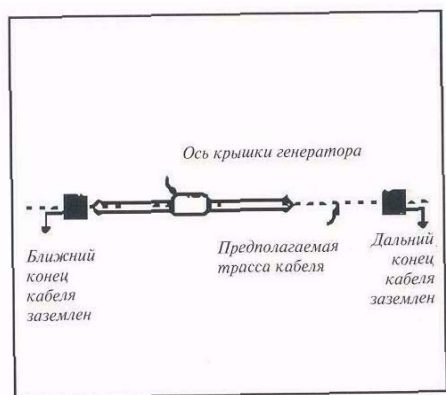 Ось крышки генератора
Ближний
конец
кабеля
заземлен
Предполагаемая
трасса кабеля
Дальний
конец
кабеля
заземлен